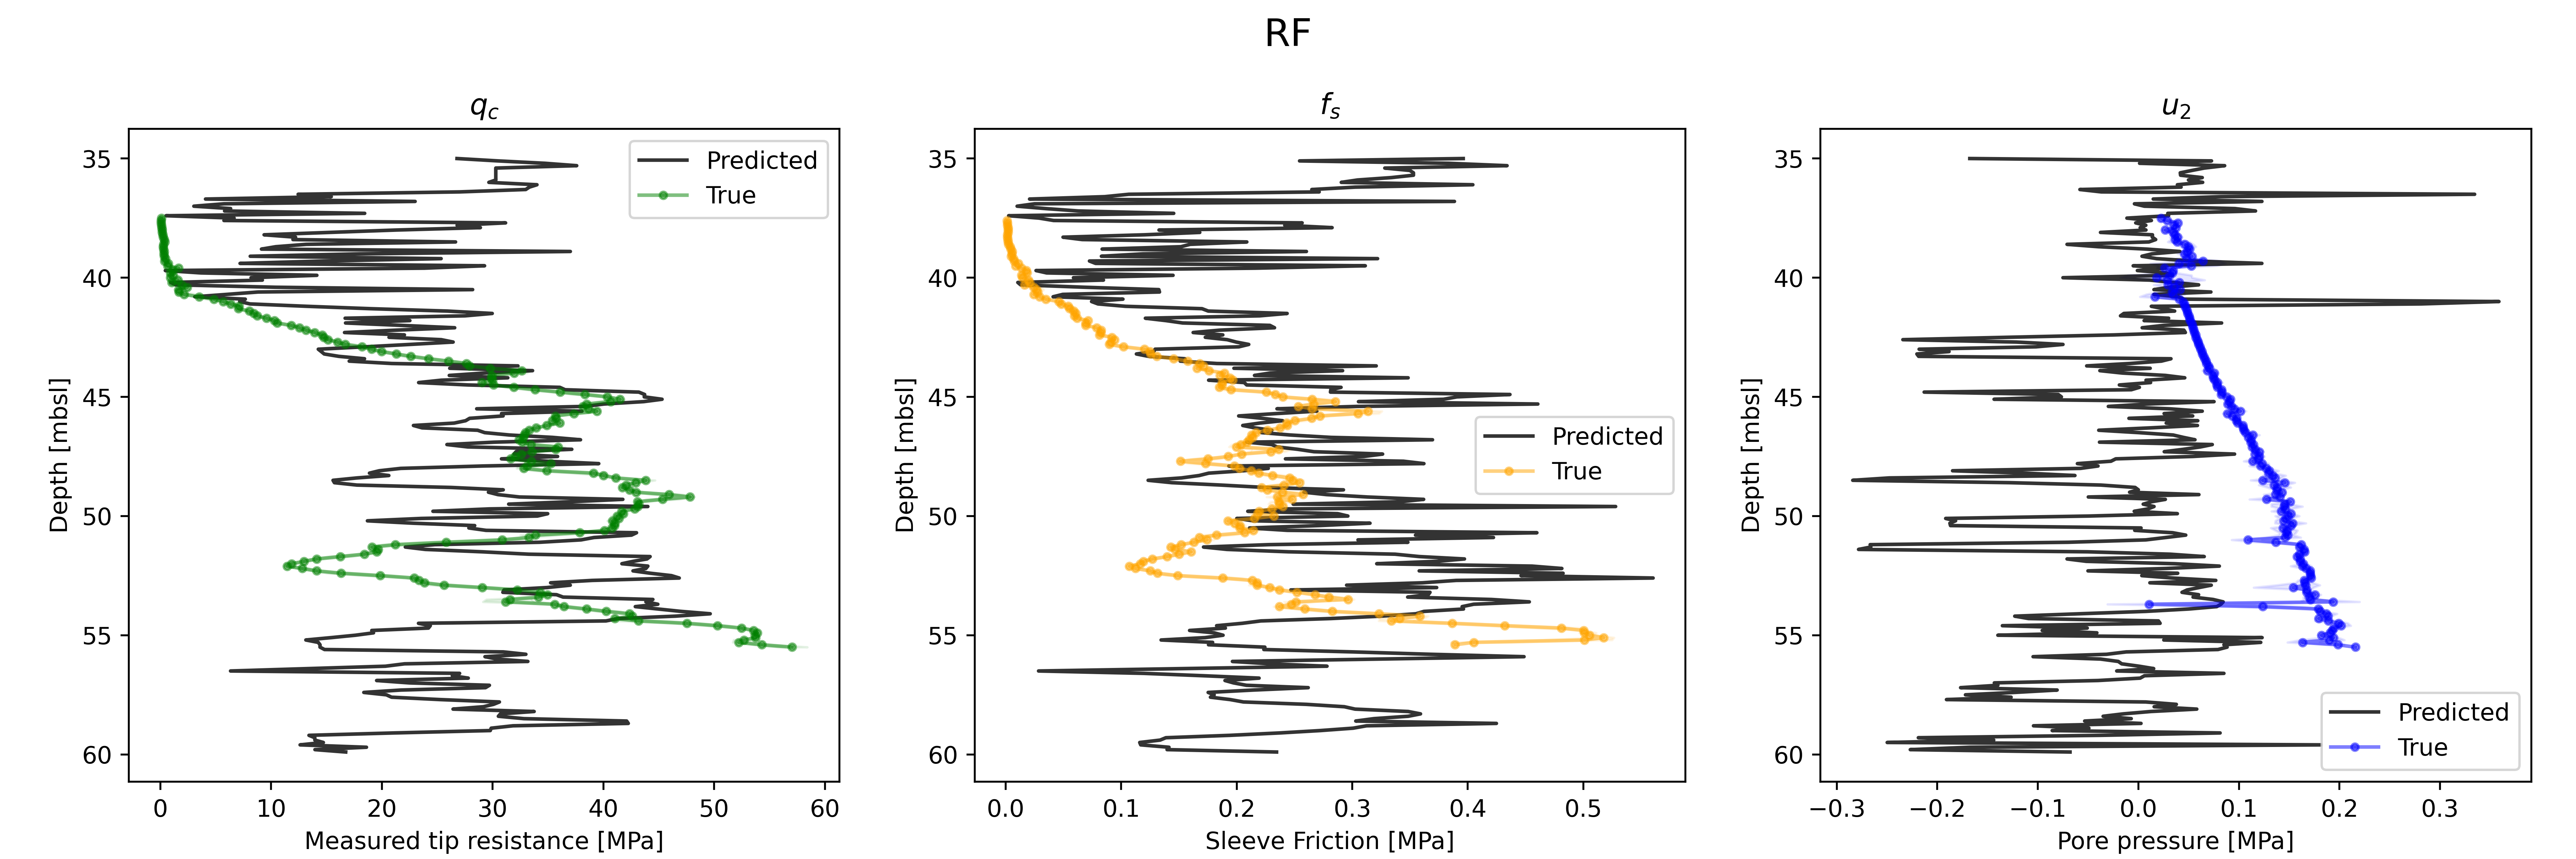 RF
q_c
35
40
45
50
55
60
Depth [mbsl]
Predicted
True
0 10 20 30 40 50 60
Measured tip resistance [MPa]
f_s
35
40
45
50
55
60
Depth [mbsl]
Predicted
True
0.0 0.1 0.2 0.3 0.4 0.5
Sleeve Friction [MPa]
u_2
35
40
45
50
55
60
Depth [mbsl]
Predicted
True
−0.3 −0.2 −0.1 0.0 0.1 0.2 0.3
Pore pressure [MPa]